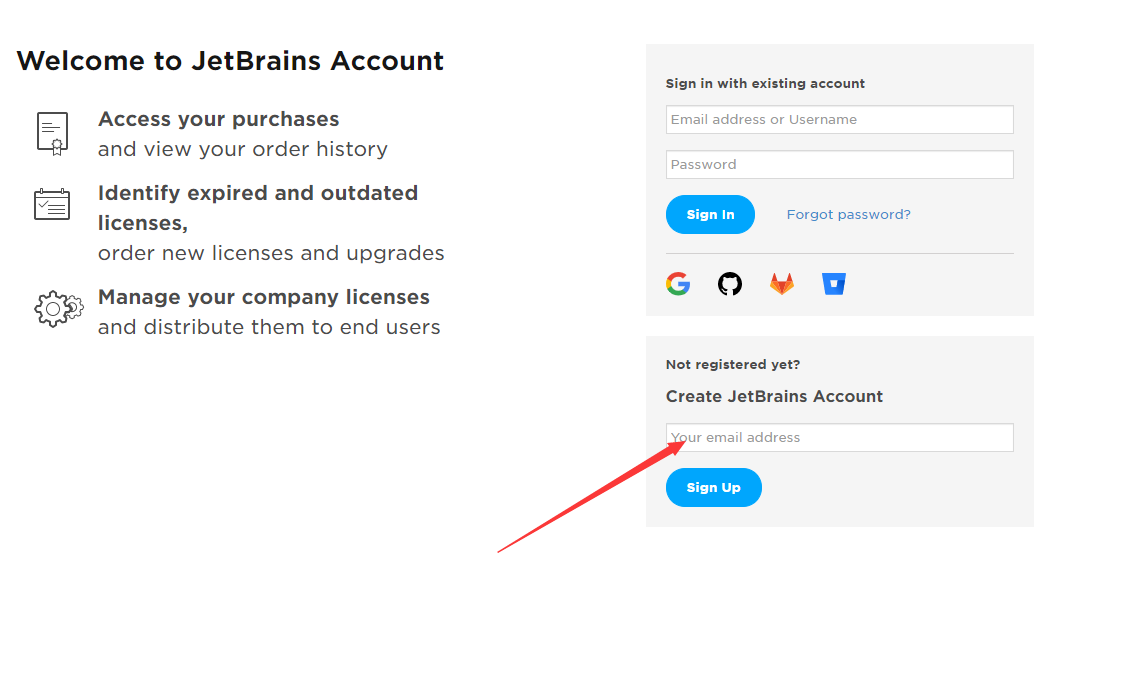 Welcome to JetBrains Account
Access your purchases
and view your order history
Identify expired and outdated
licenses,
order new licenses and upgrades
Manage your company licenses
and distribute them to end users
Sign in with existing account
Email address or Username
Password
Sign In
Forgot password?
Not registered yet?
Create JetBrains Account
Your email address
Sign Up